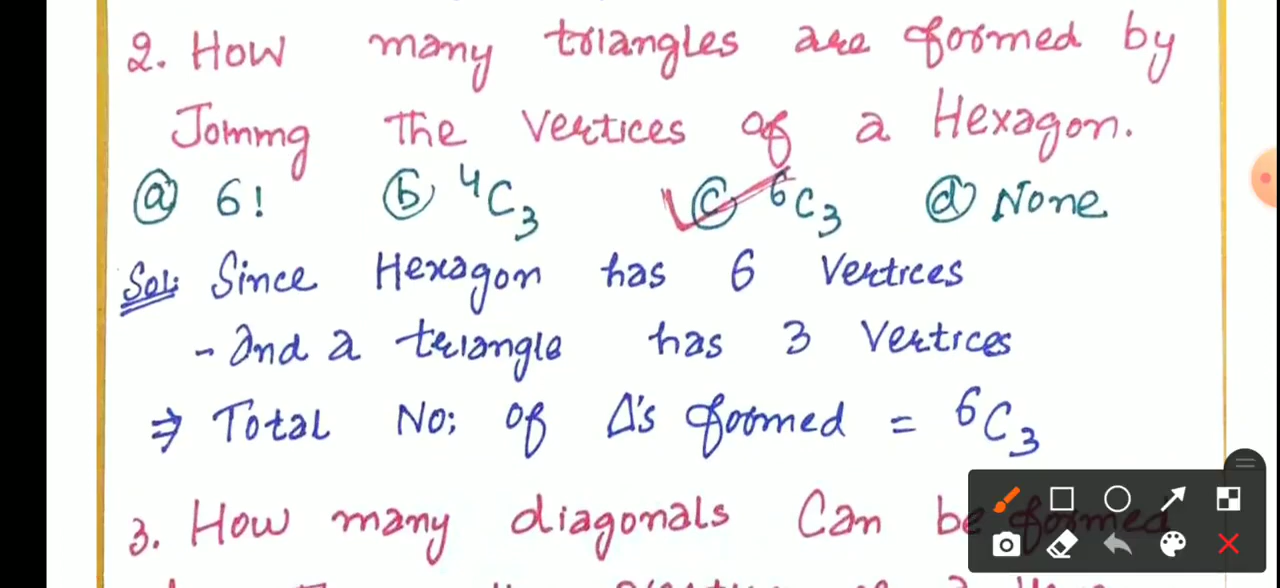 2. How many triangles are formed by
Joining the vertices of a Hexagon.
(a) 6! (b) ⁴C₃ (c) ⁶C₃ (d) None
Sol: Since Hexagon has 6 Vertices
- And a triangle has 3 Vertices
⇒ Total No: of Δ's formed = ⁶C₃
3. How many diagonals Can be formed